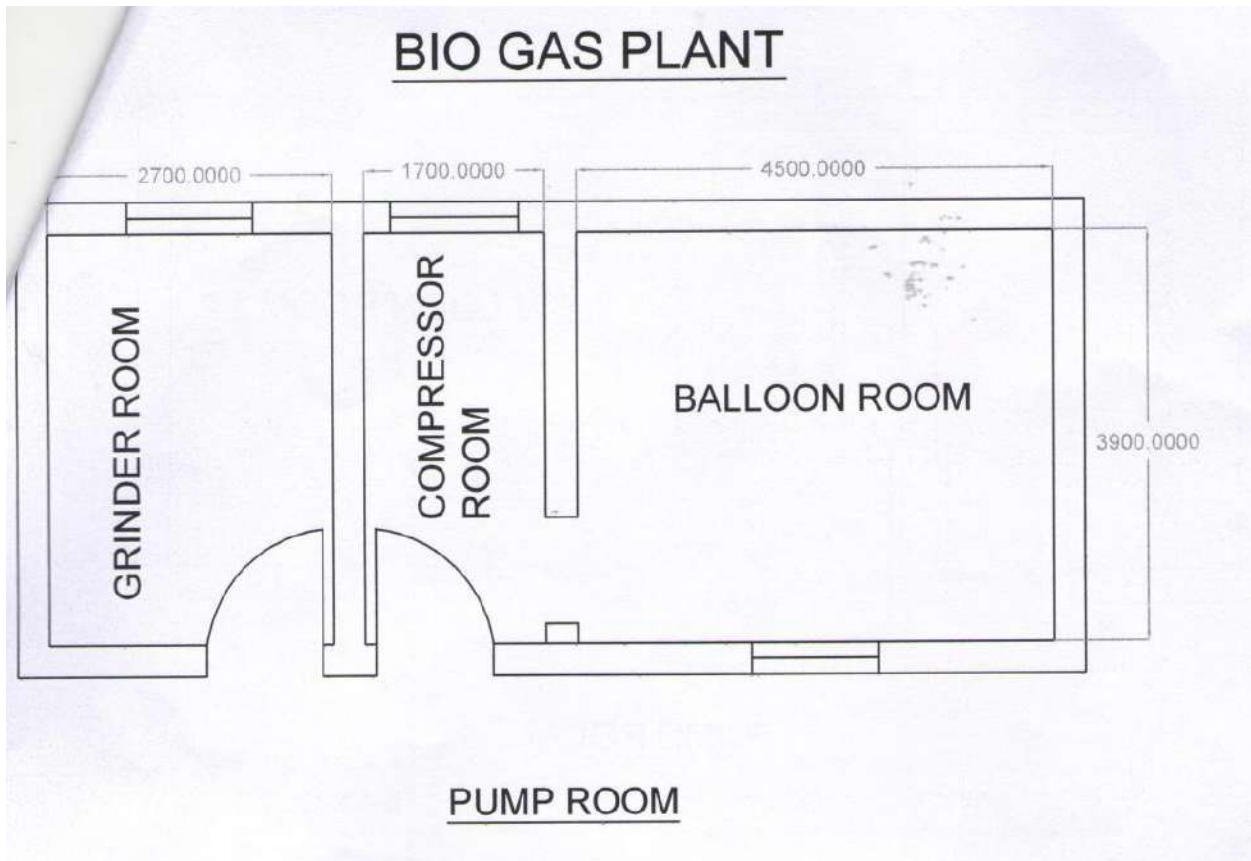 BIO GAS PLANT
2700.0000
1700.0000
4500.0000
GRINDER ROOM
COMPRESSOR
ROOM
BALLOON ROOM
3900.0000
PUMP ROOM